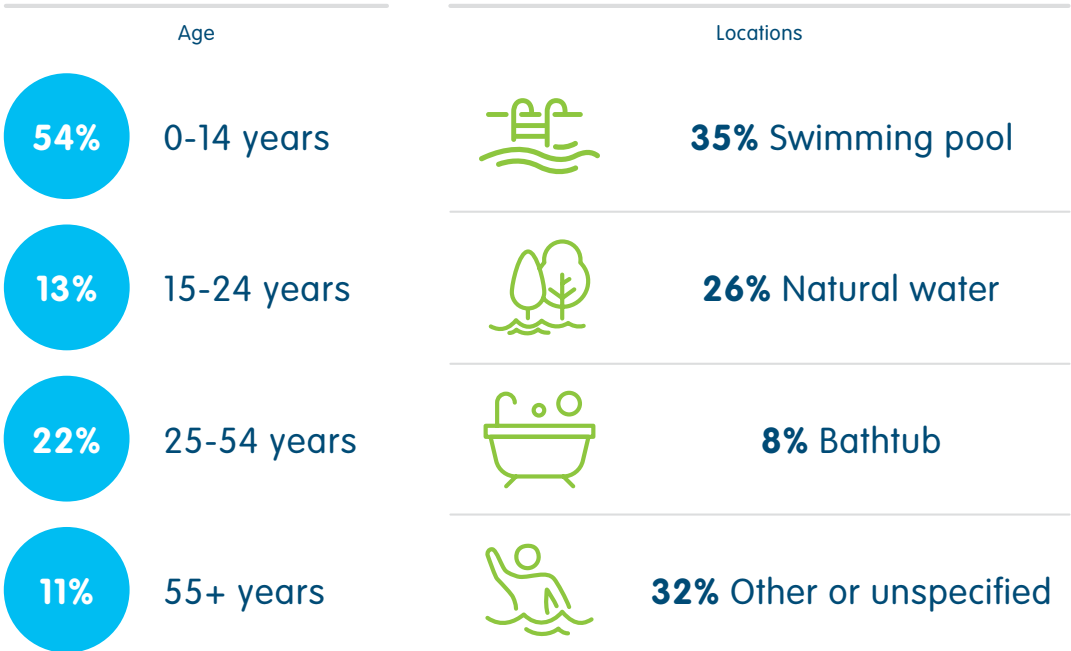 Age
54% 0-14 years
13% 15-24 years
22% 25-54 years
11% 55+ years
Locations
35% Swimming pool
26% Natural water
8% Bathtub
32% Other or unspecified